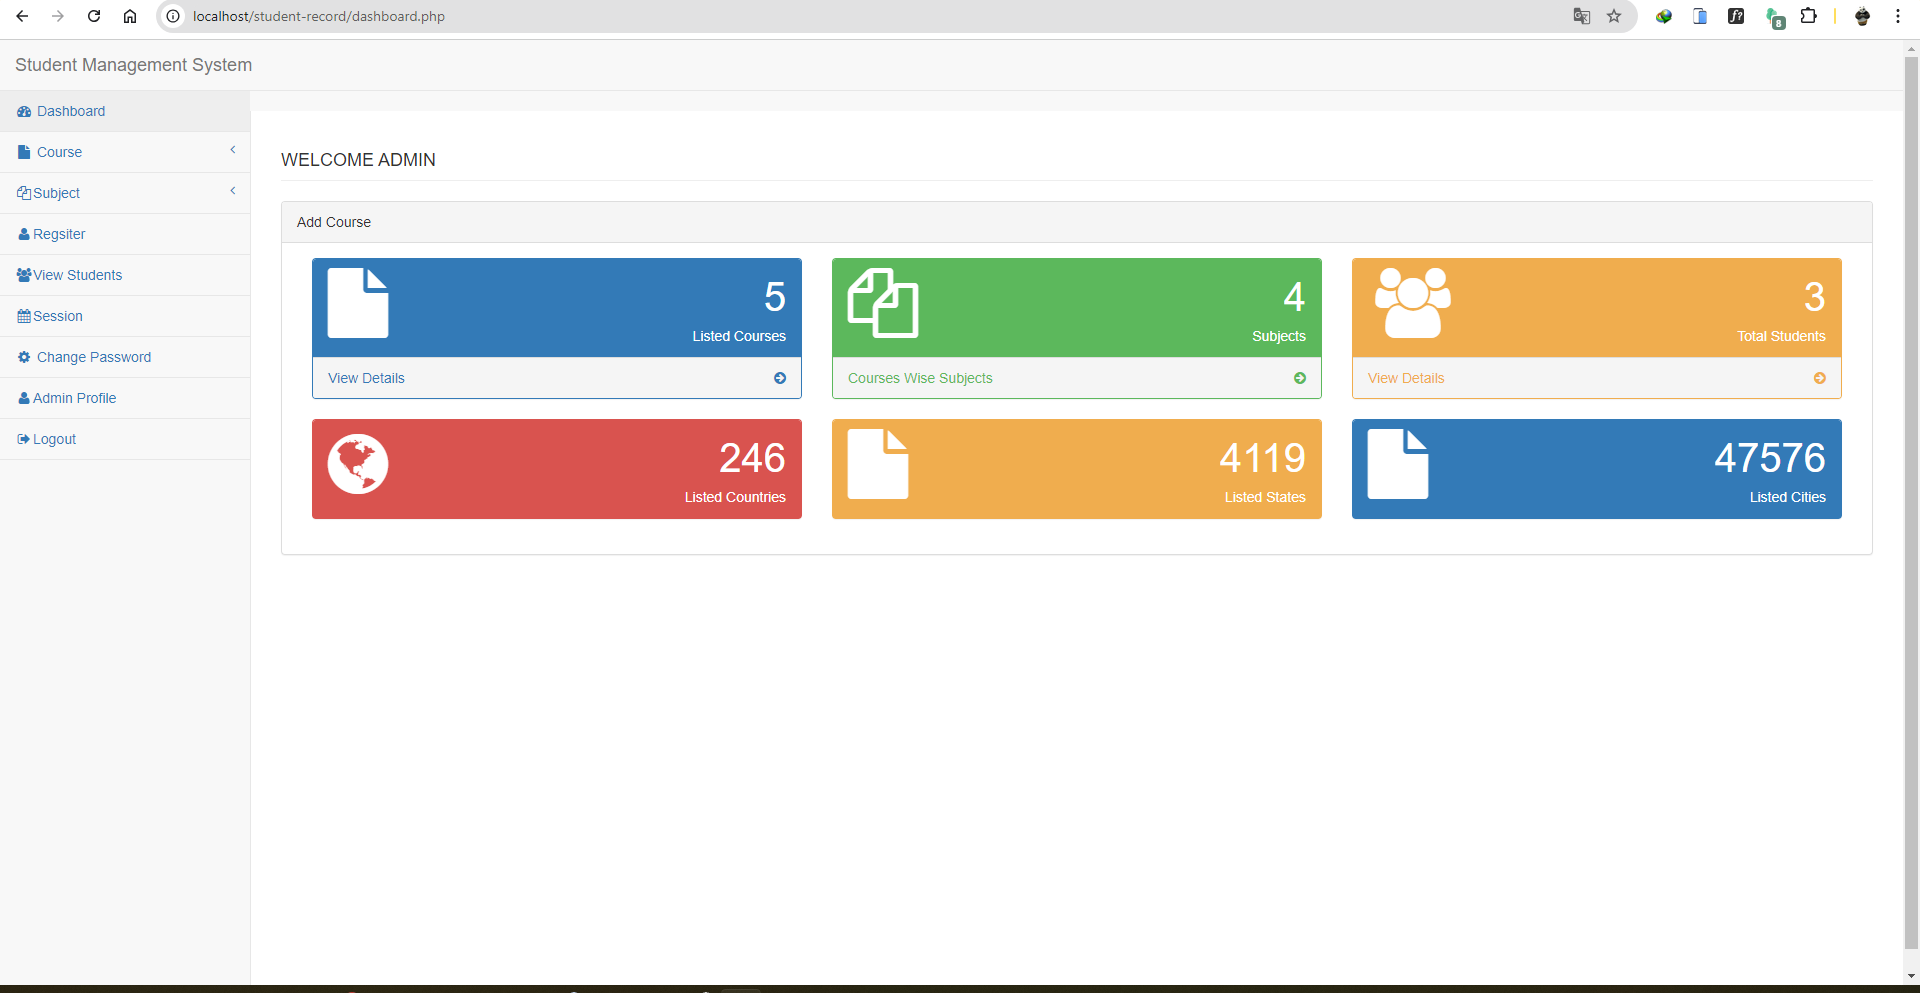 localhost/student-record/dashboard.php
8
Student Management System
Dashboard
Course
Subject
Regsiter
View Students
Session
Change Password
Admin Profile
Logout
WELCOME ADMIN
Add Course
5
Listed Courses
View Details
4
Subjects
Courses Wise Subjects
3
Total Students
View Details
246
Listed Countries
4119
Listed States
47576
Listed Cities